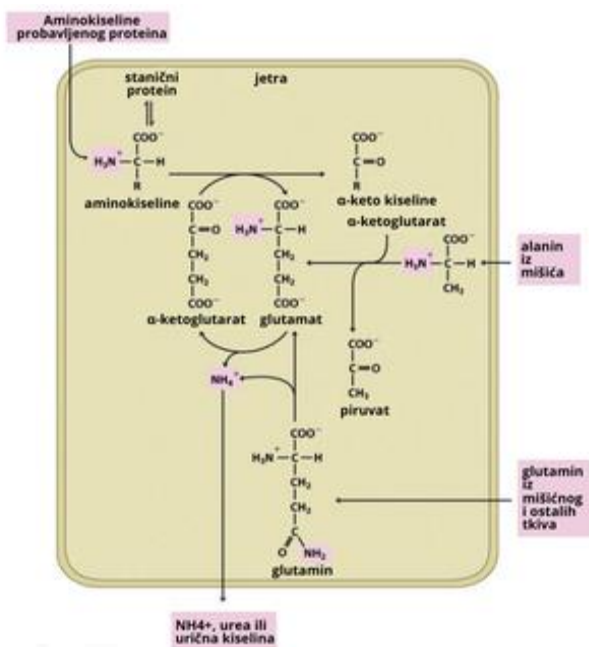 Aminokiseline
probavljenog proteina
stanični
protein
jetra
COO⁻
H₃N⁺–C–H
R
aminokiseline
COO⁻
C=O
R
α-keto kiseline
α-ketoglutarat
COO⁻
C=O
CH₂
CH₂
COO⁻
α-ketoglutarat
COO⁻
H₃N⁺–C–H
CH₂
CH₂
COO⁻
glutamat
COO⁻
H₃N⁺–C–H
CH₃
alanin
iz
mišića
COO⁻
C=O
CH₃
piruvat
NH₄⁺
COO⁻
H₃N⁺–C–H
CH₂
CH₂
C
O NH₂
glutamin
glutamin
iz
mišićnog
i ostalih
tkiva
NH4+, urea ili
urična kiselina